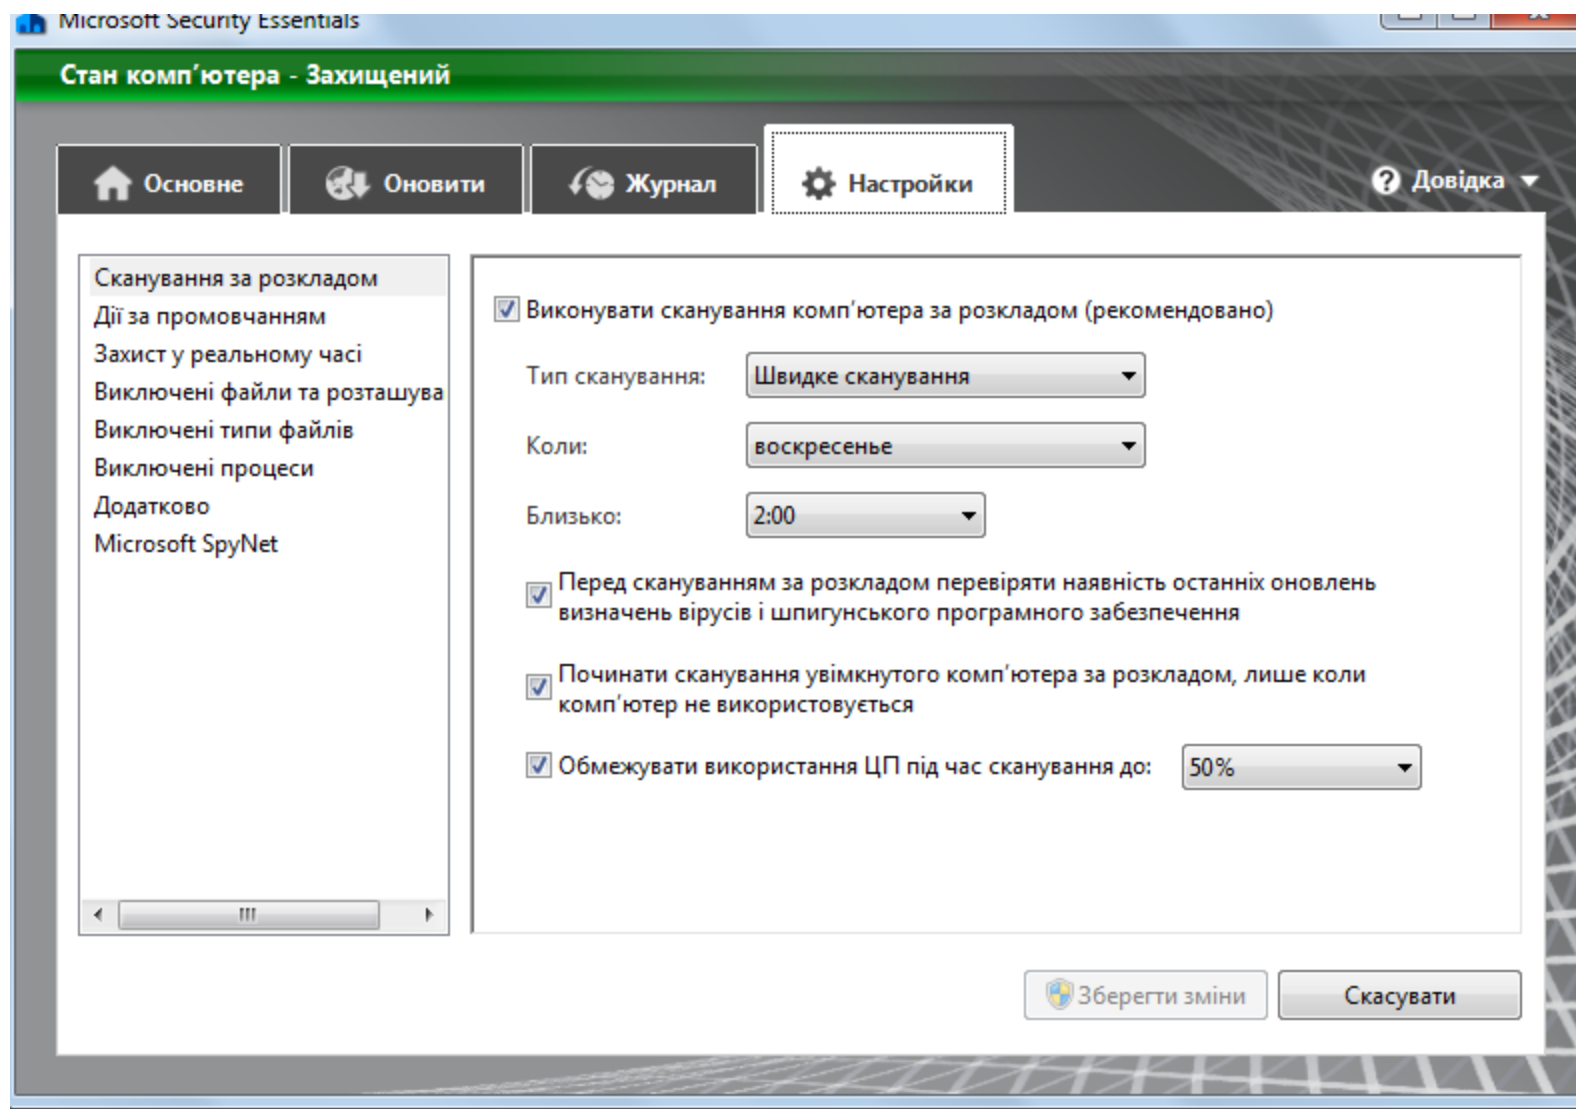 Microsoft Security Essentials
Стан комп'ютера - Захищений
Основне
Оновити
Журнал
Настройки
Довідка
Сканування за розкладом
Дії за промовчанням
Захист у реальному часі
Виключені файли та розташува
Виключені типи файлів
Виключені процеси
Додатково
Microsoft SpyNet
Виконувати сканування комп'ютера за розкладом (рекомендовано)
Тип сканування: Швидке сканування
Коли: воскресенье
Близько: 2:00
Перед скануванням за розкладом перевіряти наявність останніх оновлень
визначень вірусів і шпигунського програмного забезпечення
Починати сканування увімкнутого комп'ютера за розкладом, лише коли
комп'ютер не використовується
Обмежувати використання ЦП під час сканування до: 50%
Зберегти зміни
Скасувати